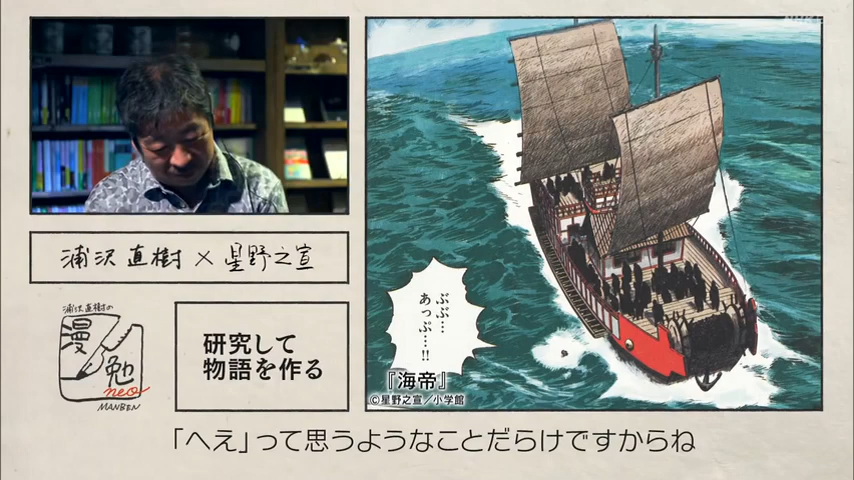 浦沢直樹×星野之宣
浦沢直樹の
漫
勉
neo
MANBEN
研究して
物語を作る
ぶぶ…
あっぷ…!!
『海帝』
©星野之宣／小学館
「へえ」って思うようなことだらけですからね